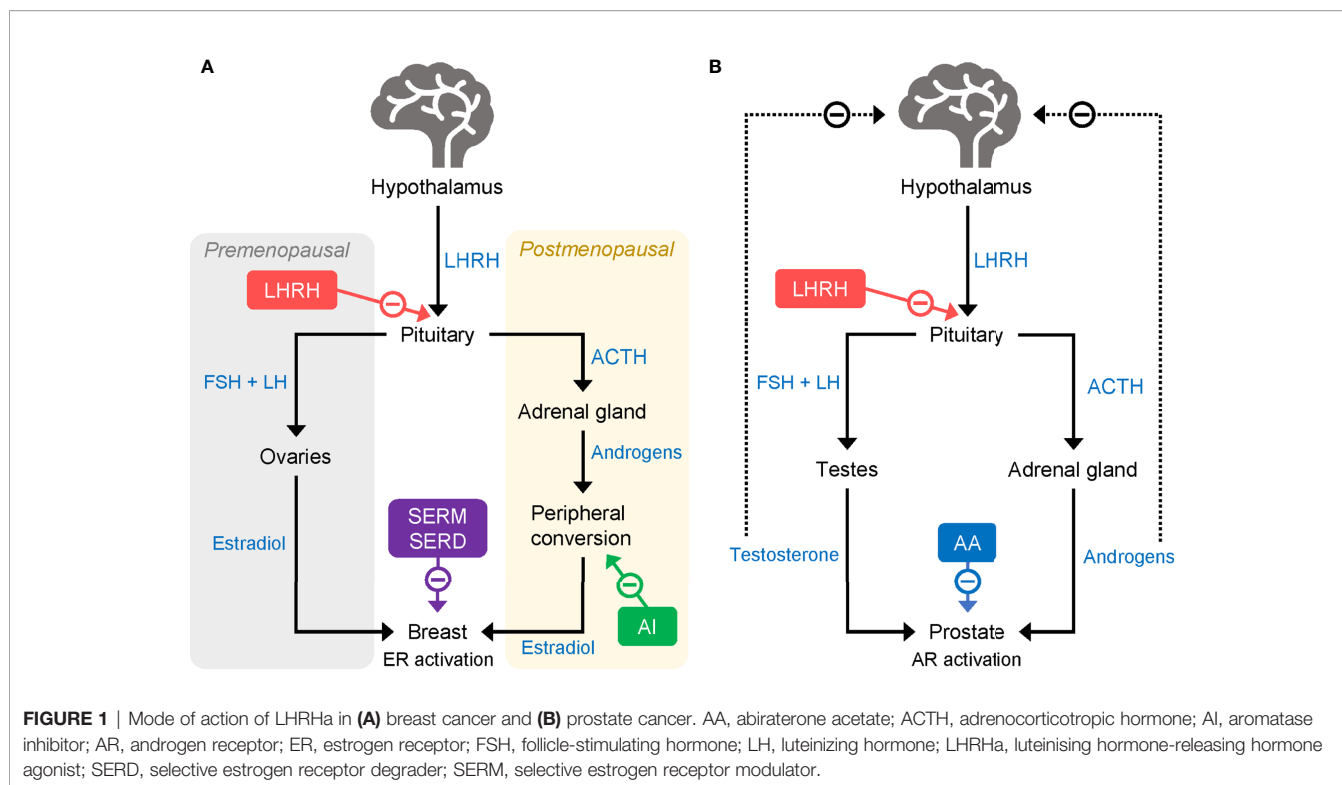 A
Hypothalamus
Premenopausal
Postmenopausal
LHRH
LHRH
Pituitary
FSH + LH
ACTH
Adrenal gland
Androgens
Ovaries
SERM
SERD
Peripheral
conversion
Estradiol
AI
Breast
ER activation
Estradiol
B
Hypothalamus
LHRH
LHRH
Pituitary
FSH + LH
ACTH
Testes
Adrenal gland
Testosterone
AA
Androgens
Prostate
AR activation
FIGURE 1 | Mode of action of LHRHa in (A) breast cancer and (B) prostate cancer. AA, abiraterone acetate; ACTH, adrenocorticotropic hormone; AI, aromatase
inhibitor; AR, androgen receptor; ER, estrogen receptor; FSH, follicle-stimulating hormone; LH, luteinizing hormone; LHRHa, luteinising hormone-releasing hormone
agonist; SERD, selective estrogen receptor degrader; SERM, selective estrogen receptor modulator.